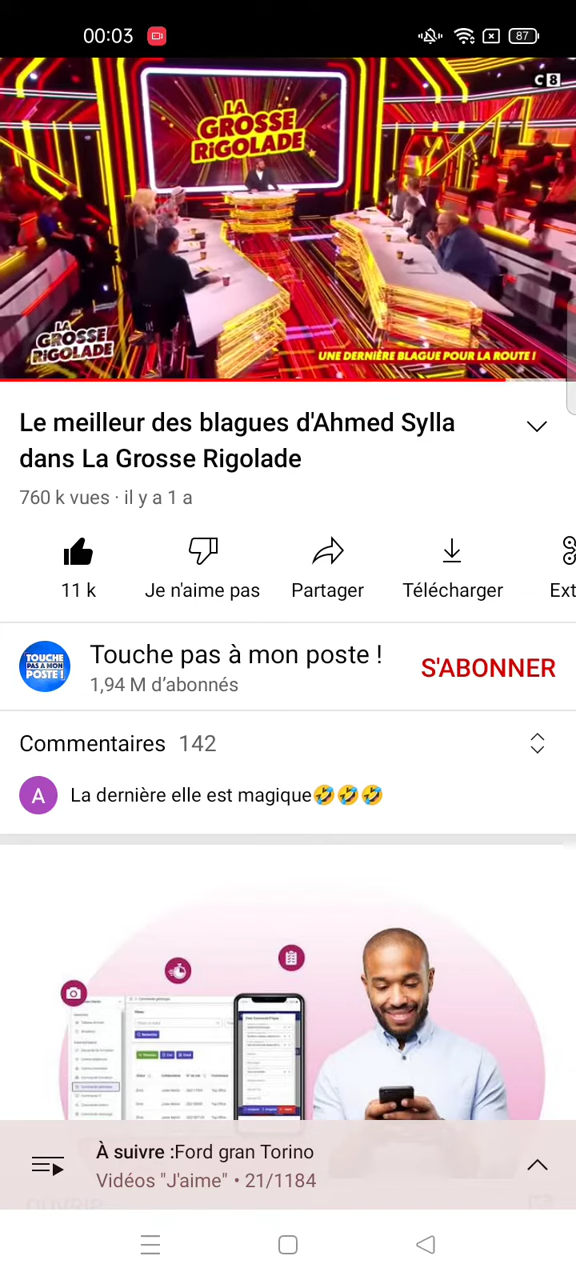 00:03
87
C8
LA
GROSSE
RiGOLADE
LA
GROSSE
RiGOLADE
UNE DERNIÈRE BLAGUE POUR LA ROUTE !
Le meilleur des blagues d'Ahmed Sylla
dans La Grosse Rigolade
760 k vues · il y a 1 a
11 k
Je n'aime pas
Partager
Télécharger
Ext
TOUCHE
PAS À MON
POSTE !
Touche pas à mon poste !
1,94 M d'abonnés
S'ABONNER
Commentaires 142
A
La dernière elle est magique🤣🤣🤣
À suivre :Ford gran Torino
Vidéos "J'aime" • 21/1184